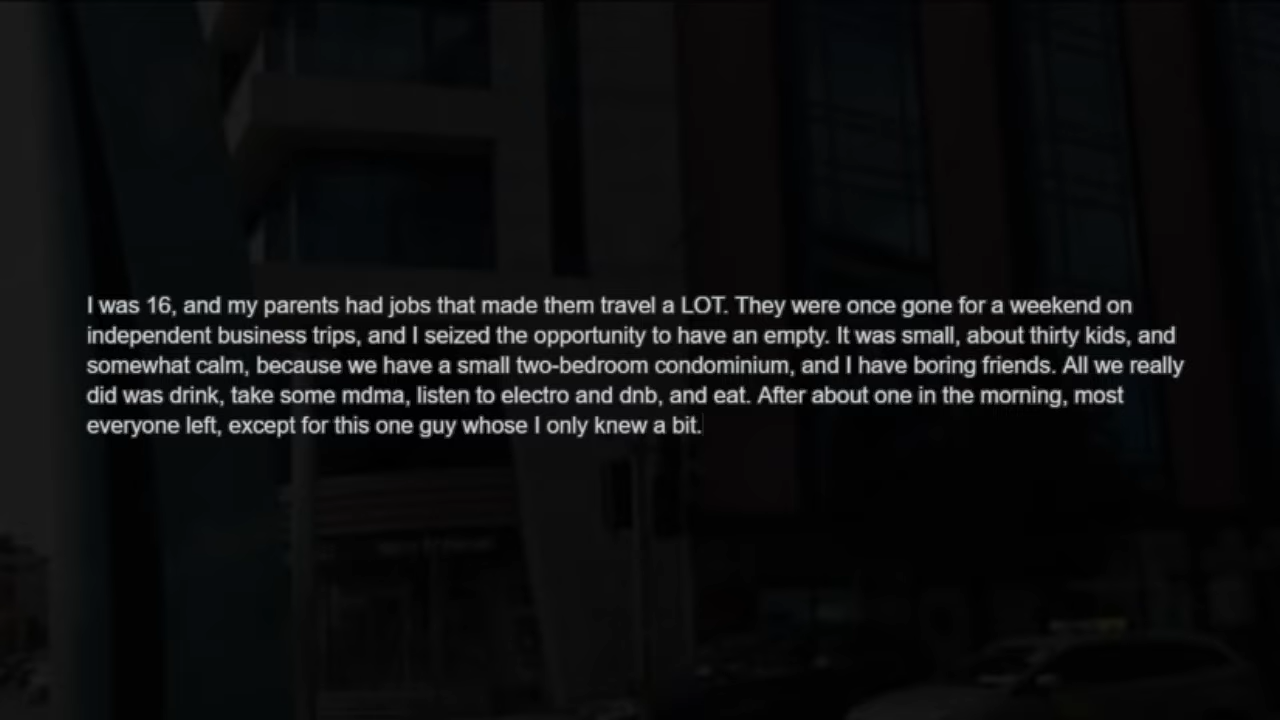 I was 16, and my parents had jobs that made them travel a LOT. They were once gone for a weekend on
independent business trips, and I seized the opportunity to have an empty. It was small, about thirty kids, and
somewhat calm, because we have a small two-bedroom condominium, and I have boring friends. All we really
did was drink, take some mdma, listen to electro and dnb, and eat. After about one in the morning, most
everyone left, except for this one guy whose I only knew a bit.